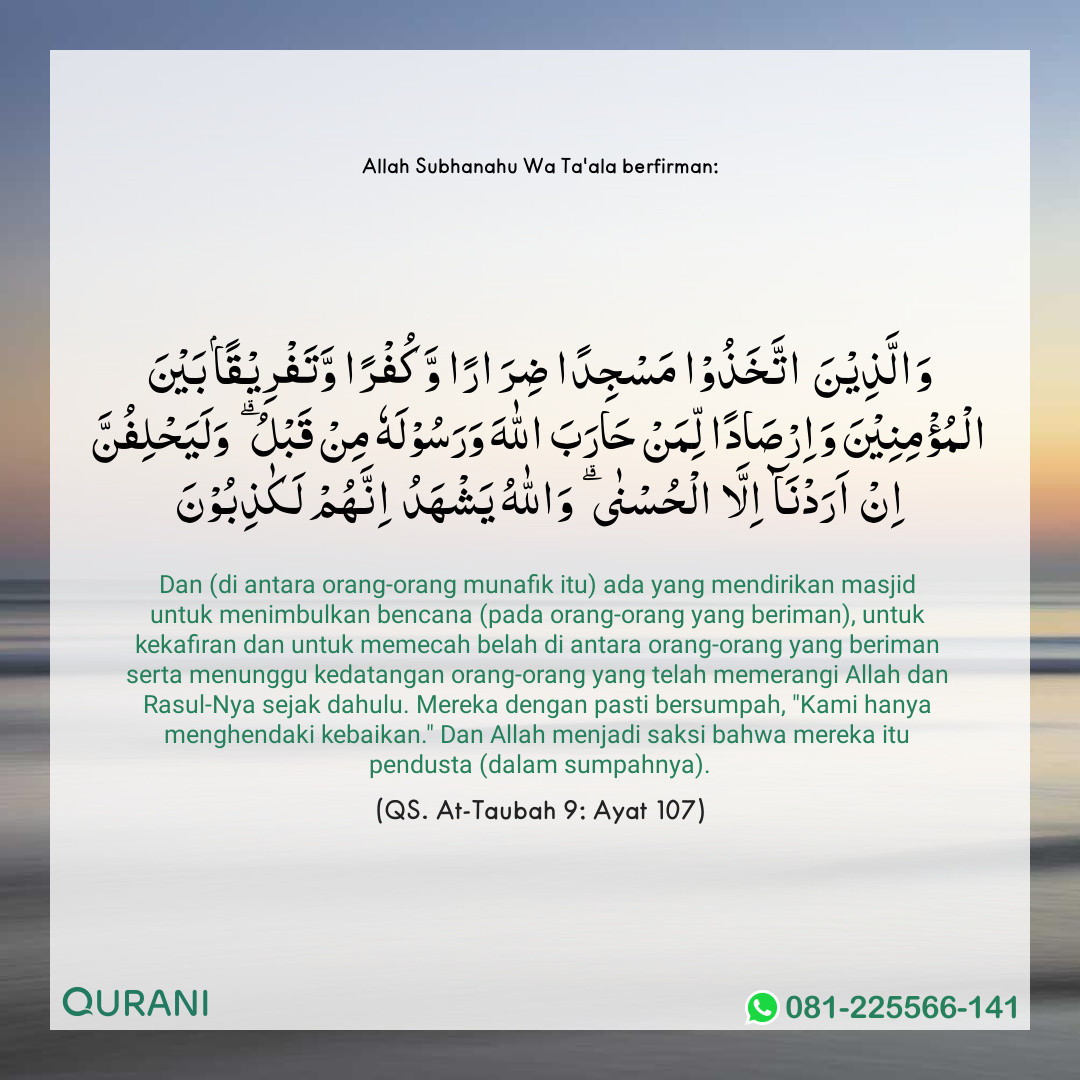 Allah Subhanahu Wa Ta'ala berfirman:
وَالَّذِيْنَ اتَّخَذُوْا مَسْجِدًا ضِرَارًا وَّكُفْرًا وَّتَفْرِيْقًاۢ بَيْنَ
الْمُؤْمِنِيْنَ وَاِرْصَادًا لِّمَنْ حَارَبَ اللّٰهَ وَرَسُوْلَهٗ مِنْ قَبْلُ ۗ وَلَيَحْلِفُنَّ
اِنْ اَرَدْنَآ اِلَّا الْحُسْنٰى ۗ وَاللّٰهُ يَشْهَدُ اِنَّهُمْ لَـكٰذِبُوْنَ
Dan (di antara orang-orang munafik itu) ada yang mendirikan masjid
untuk menimbulkan bencana (pada orang-orang yang beriman), untuk
kekafiran dan untuk memecah belah di antara orang-orang yang beriman
serta menunggu kedatangan orang-orang yang telah memerangi Allah dan
Rasul-Nya sejak dahulu. Mereka dengan pasti bersumpah, "Kami hanya
menghendaki kebaikan." Dan Allah menjadi saksi bahwa mereka itu
pendusta (dalam sumpahnya).
(QS. At-Taubah 9: Ayat 107)
QURANI
081-225566-141